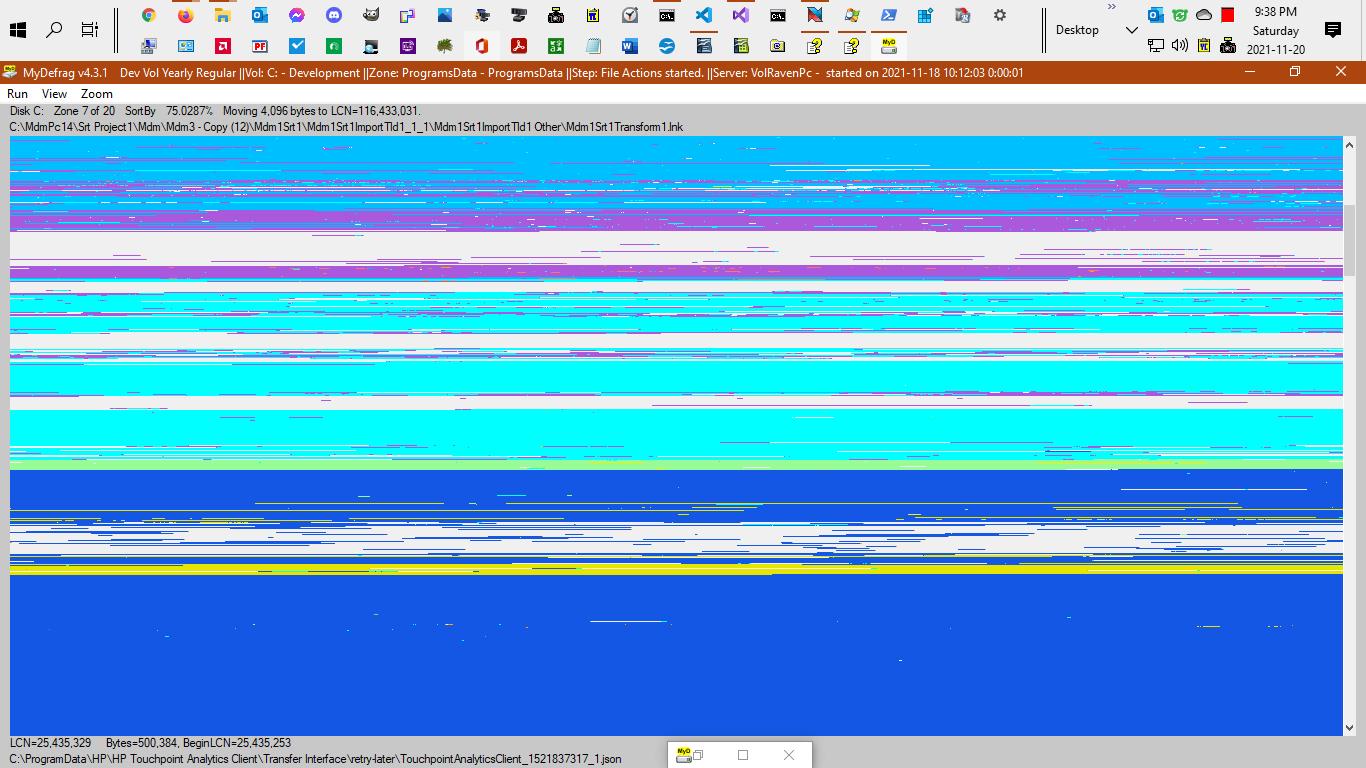 9:38 PM
Desktop
Saturday
2021-11-20
MyDefrag v4.3.1 Dev Vol Yearly Regular ||Vol: C: - Development ||Zone: ProgramsData - ProgramsData ||Step: File Actions started. ||Server: VolRavenPc - started on 2021-11-18 10:12:03 0:00:01
Run View Zoom
Disk C: Zone 7 of 20 SortBy 75.0287% Moving 4,096 bytes to LCN=116,433,031.
C:\MdmPc14\Srt Project1\Mdm\Mdm3 - Copy (12)\Mdm1Srt1\Mdm1Srt1ImportTld1_1_1\Mdm1Srt1ImportTld1 Other\Mdm1Srt1Transform1.lnk
LCN=25,435,329 Bytes=500,384, BeginLCN=25,435,253
C:\ProgramData\HP\HP Touchpoint Analytics Client\Transfer Interface\retry-later\TouchpointAnalyticsClient_1521837317_1.json